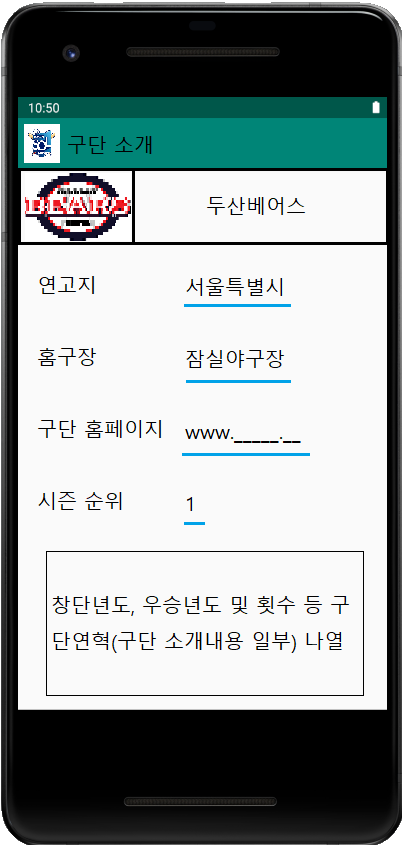 10:50
구단 소개
BEARS
두산베어스
연고지 서울특별시
홈구장 잠실야구장
구단 홈페이지 www._____.__
시즌 순위 1
창단년도, 우승년도 및 횟수 등 구
단연혁(구단 소개내용 일부) 나열